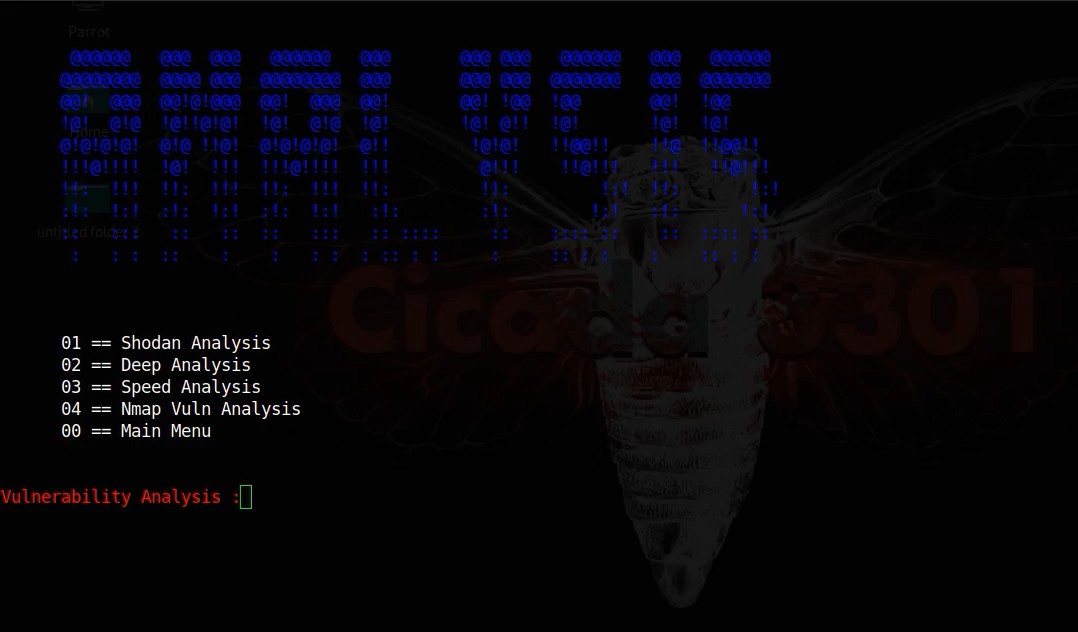 Parrot
ANALYSIS
Home
untitled folder
Cicada 3301
01 == Shodan Analysis
02 == Deep Analysis
03 == Speed Analysis
04 == Nmap Vuln Analysis
00 == Main Menu
Vulnerability Analysis :